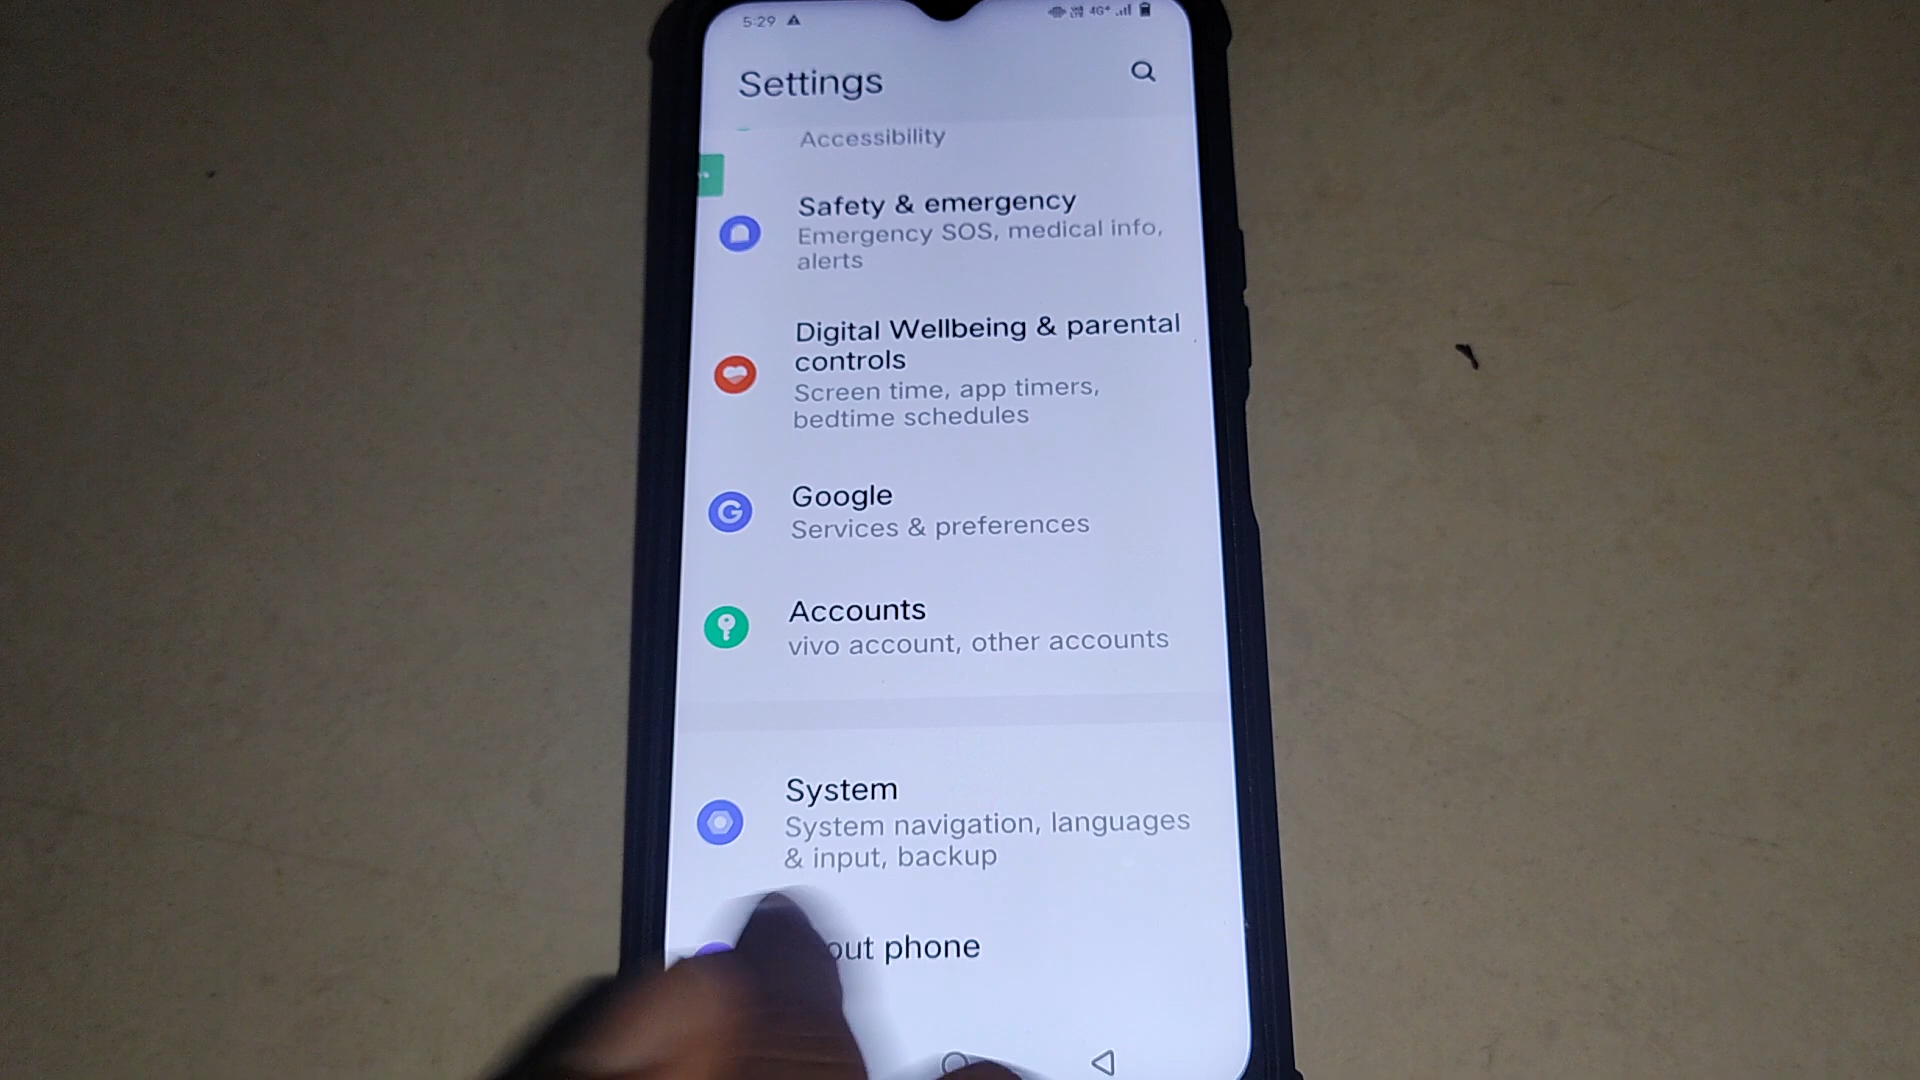 5:29
4G+
Settings
Accessibility
Safety & emergency
Emergency SOS, medical info,
alerts
Digital Wellbeing & parental
controls
Screen time, app timers,
bedtime schedules
Google
Services & preferences
Accounts
vivo account, other accounts
System
System navigation, languages
& input, backup
out phone